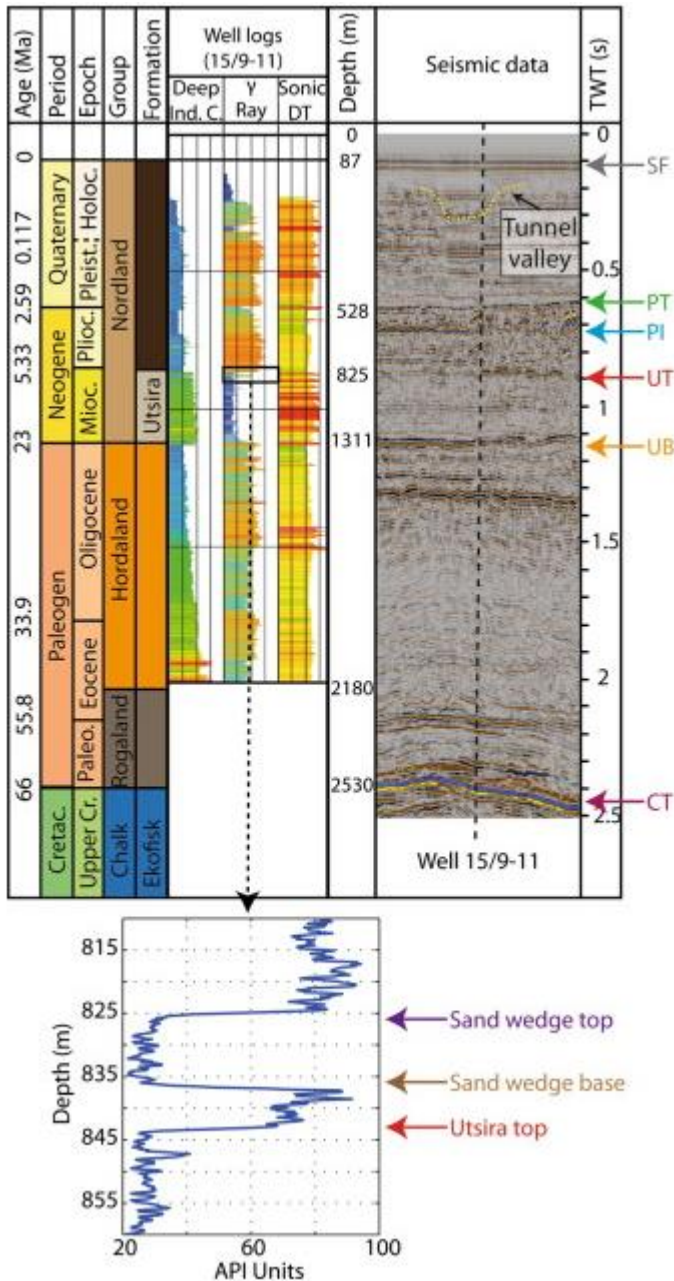 Age (Ma)
Period
Epoch
Group
Formation
Well logs
(15/9-11)
Deep
Ind. C.
γ
Ray
Sonic
DT
Depth (m)
Seismic data
TWT (s)
0
0.117
2.59
5.33
23
33.9
55.8
66
Quaternary
Neogene
Paleogen
Cretac.
Holoc.
Pleist.;
Plioc.
Mioc.
Oligocene
Eocene
Paleo.
Upper Cr.
Nordland
Hordaland
Rogaland
Chalk
Utsira
Ekofisk
0
87
528
825
1311
2180
2530
Tunnel
valley
Well 15/9-11
0
0.5
1
1.5
2
2.5
SF
PT
PI
UT
UB
CT
Depth (m)
815
825
835
845
855
20
60
100
API Units
Sand wedge top
Sand wedge base
Utsira top